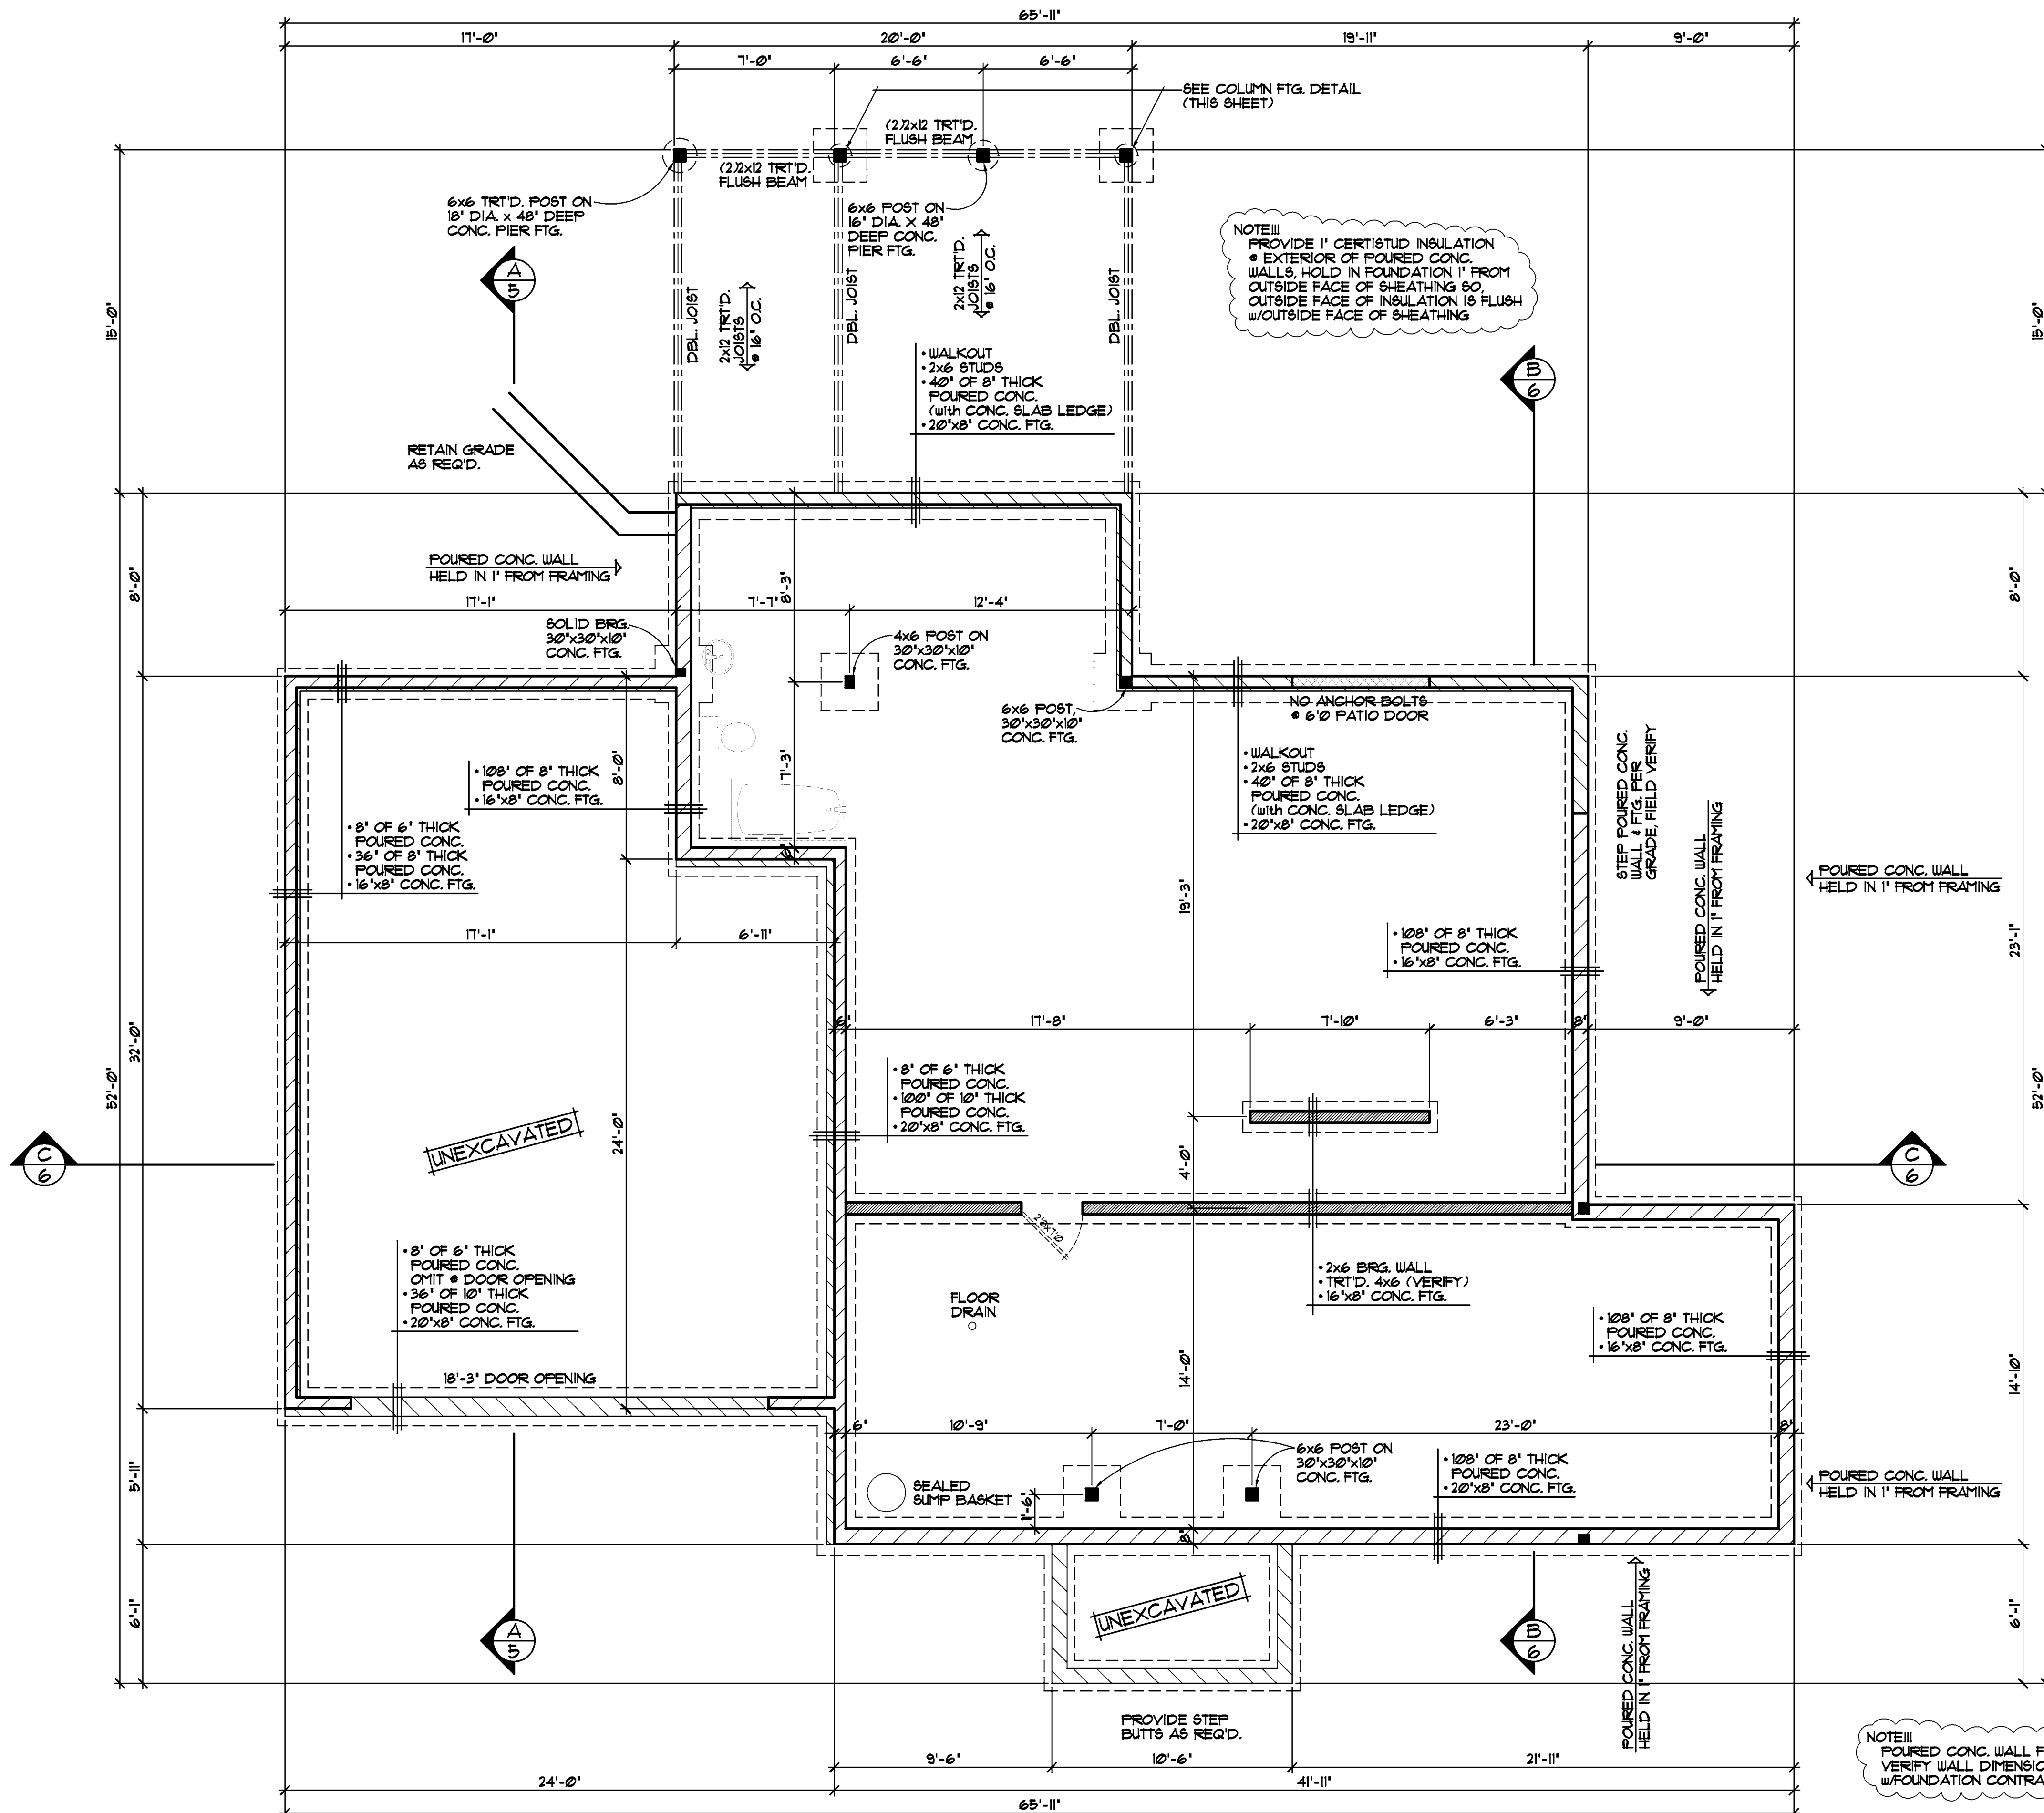 65'-11"
17'-0"
20'-0"
19'-11"
9'-0"
7'-0"
6'-6"
6'-6"
SEE COLUMN FTG. DETAIL
(THIS SHEET)
(2)2x12 TRT'D.
FLUSH BEAM
(2)2x12 TRT'D.
FLUSH BEAM
6x6 TRT'D. POST ON
18" DIA. x 48" DEEP
CONC. PIER FTG.
6x6 POST ON
16" DIA. X 48"
DEEP CONC.
PIER FTG.
A
5
NOTE!!!
PROVIDE 1" CERTISTUD INSULATION
@ EXTERIOR OF POURED CONC.
WALLS, HOLD IN FOUNDATION 1" FROM
OUTSIDE FACE OF SHEATHING SO,
OUTSIDE FACE OF INSULATION IS FLUSH
w/OUTSIDE FACE OF SHEATHING
15'-0"
DBL. JOIST
2x12 TRT'D.
JOISTS
@ 16" O.C.
DBL. JOIST
2x12 TRT'D.
JOISTS
@ 16" O.C.
DBL. JOIST
15'-0"
B
6
• WALKOUT
• 2x6 STUDS
• 40" OF 8" THICK
POURED CONC.
(with CONC. SLAB LEDGE)
• 20"x8" CONC. FTG.
RETAIN GRADE
AS REQ'D.
POURED CONC. WALL
HELD IN 1" FROM FRAMING
8'-0"
8'-3"
8'-0"
17'-1"
7'-7"
12'-4"
SOLID BRG.
30"x30"x10"
CONC. FTG.
4x6 POST ON
30"x30"x10"
CONC. FTG.
6x6 POST,
30"x30"x10"
CONC. FTG.
NO ANCHOR BOLTS
@ 6'0 PATIO DOOR
8'-0"
7'-3"
• 108" OF 8" THICK
POURED CONC.
• 16"x8" CONC. FTG.
• WALKOUT
• 2x6 STUDS
• 40" OF 8" THICK
POURED CONC.
(with CONC. SLAB LEDGE)
• 20"x8" CONC. FTG.
STEP POURED CONC.
WALL & FTG. PER
GRADE, FIELD VERIFY
POURED CONC. WALL
HELD IN 1" FROM FRAMING
• 8" OF 6" THICK
POURED CONC.
• 36" OF 8" THICK
POURED CONC.
• 16"x8" CONC. FTG.
6"
POURED CONC. WALL
HELD IN 1" FROM FRAMING
19'-3"
17'-1"
6'-11"
• 108" OF 8" THICK
POURED CONC.
• 16"x8" CONC. FTG.
23'-1"
32'-0"
52'-0"
52'-0"
6"
17'-8"
7'-10"
6'-3"
8"
9'-0"
• 8" OF 6" THICK
POURED CONC.
• 100" OF 10" THICK
POURED CONC.
• 20"x8" CONC. FTG.
UNEXCAVATED
24'-0"
4'-0"
C
6
C
6
2'8x7'0
• 8" OF 6" THICK
POURED CONC.
OMIT @ DOOR OPENING
• 36" OF 10" THICK
POURED CONC.
• 20"x8" CONC. FTG.
• 2x6 BRG. WALL
• TRT'D. 4x6 (VERIFY)
• 16"x8" CONC. FTG.
FLOOR
DRAIN
• 108" OF 8" THICK
POURED CONC.
• 16"x8" CONC. FTG.
14'-0"
14'-10"
18'-3" DOOR OPENING
6"
10'-9"
7'-0"
23'-0"
8"
6x6 POST ON
30"x30"x10"
CONC. FTG.
• 108" OF 8" THICK
POURED CONC.
• 20"x8" CONC. FTG.
5'-11"
SEALED
SUMP BASKET
1'-6"
8"
POURED CONC. WALL
HELD IN 1" FROM FRAMING
UNEXCAVATED
6'-1"
6'-1"
A
5
B
6
POURED CONC. WALL
HELD IN 1" FROM FRAMING
PROVIDE STEP
BUTTS AS REQ'D.
NOTE!!!
POURED CONC. WALL F
VERIFY WALL DIMENSIO
w/FOUNDATION CONTRA
9'-6"
10'-6"
21'-11"
24'-0"
41'-11"
65'-11"